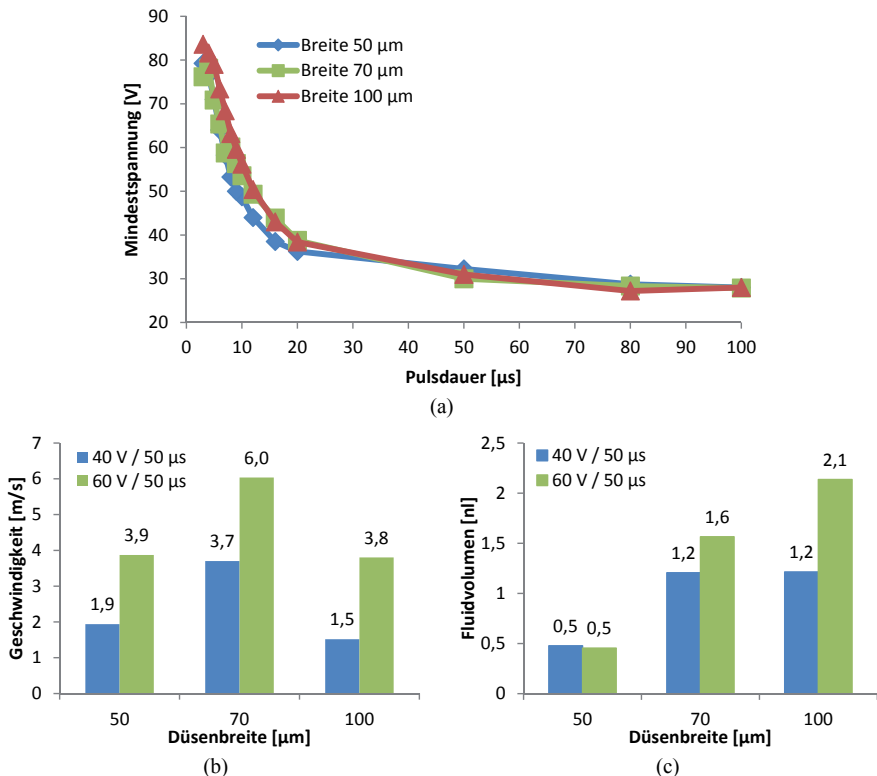 90
80
70
60
50
40
30
20
Mindestspannung [V]
Breite 50 µm
Breite 70 µm
Breite 100 µm
0 10 20 30 40 50 60 70 80 90 100
Pulsdauer [µs]
(a)
7
6
5
4
3
2
1
0
Geschwindigkeit [m/s]
40 V / 50 µs
60 V / 50 µs
1,9
3,9
3,7
6,0
1,5
3,8
50 70 100
Düsenbreite [µm]
(b)
2,5
2
1,5
1
0,5
0
Fluidvolumen [nl]
40 V / 50 µs
60 V / 50 µs
0,5
0,5
1,2
1,6
1,2
2,1
50 70 100
Düsenbreite [µm]
(c)